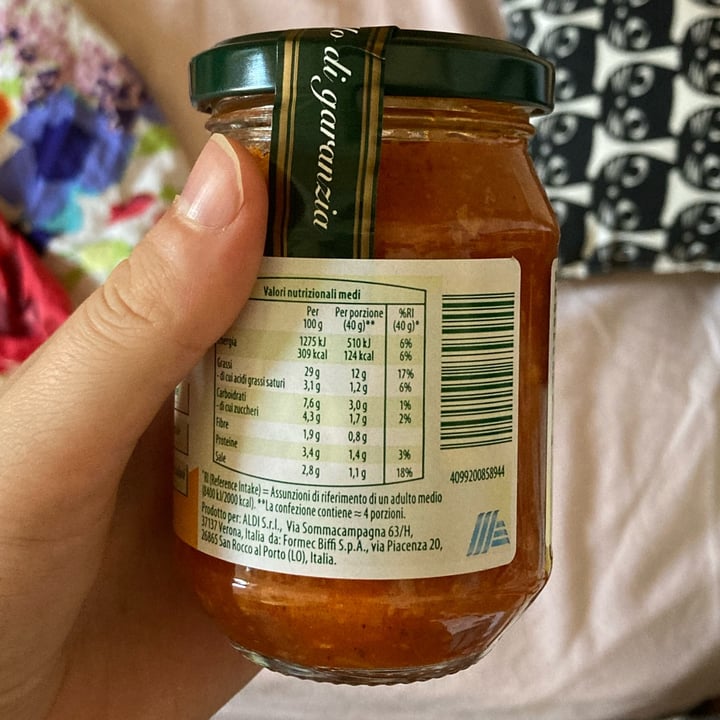 o di garanzia
Valori nutrizionali medi
Per Per porzione %RI
100 g (40 g)** (40 g)*
1275 kJ 510 kJ 6%
309 kcal 124 kcal 6%
Grassi 29 g 12 g 17%
- di cui acidi grassi saturi 3,1 g 1,2 g 6%
Carboidrati 7,6 g 3,0 g 1%
- di cui zuccheri 4,3 g 1,7 g 2%
Fibre 1,9 g 0,8 g
Proteine 3,4 g 1,4 g 3%
Sale 2,8 g 1,1 g 18%
*RI (Reference Intake) = Assunzioni di riferimento di un adulto medio
(8400 kJ/2000 kcal). **La confezione contiene ≈ 4 porzioni.
Prodotto per: ALDI S.r.l., Via Sommacampagna 63/H,
37137 Verona, Italia da: Formec Biffi S.p.A., via Piacenza 20,
26865 San Rocco al Porto (LO), Italia.
4099200858944